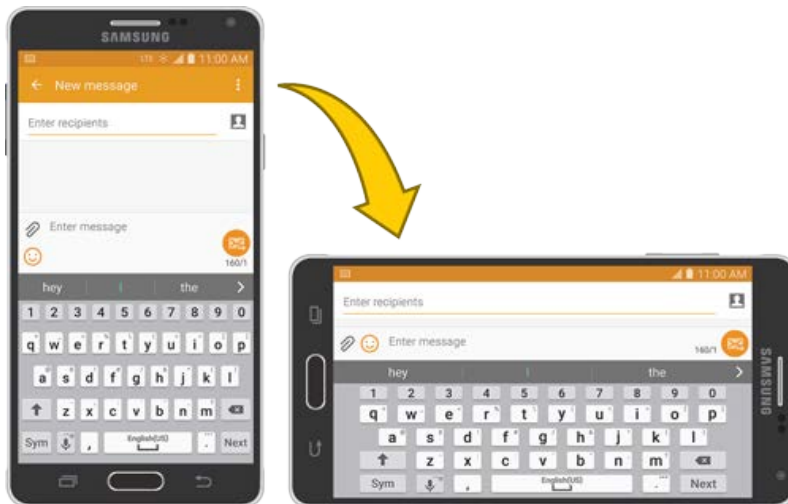 SAMSUNG
LTE 11:00 AM
New message
Enter recipients
Enter message
160/1
hey I the
1 2 3 4 5 6 7 8 9 0
q w e r t y u i o p
a s d f g h j k l
z x c v b n m
Sym , English(US) . Next
11:00 AM
Enter recipients
Enter message
160/1
hey I the
1 2 3 4 5 6 7 8 9 0
q w e r t y u i o p
a s d f g h j k l
z x c v b n m
Sym , English(US) . Next
SAMSUNG